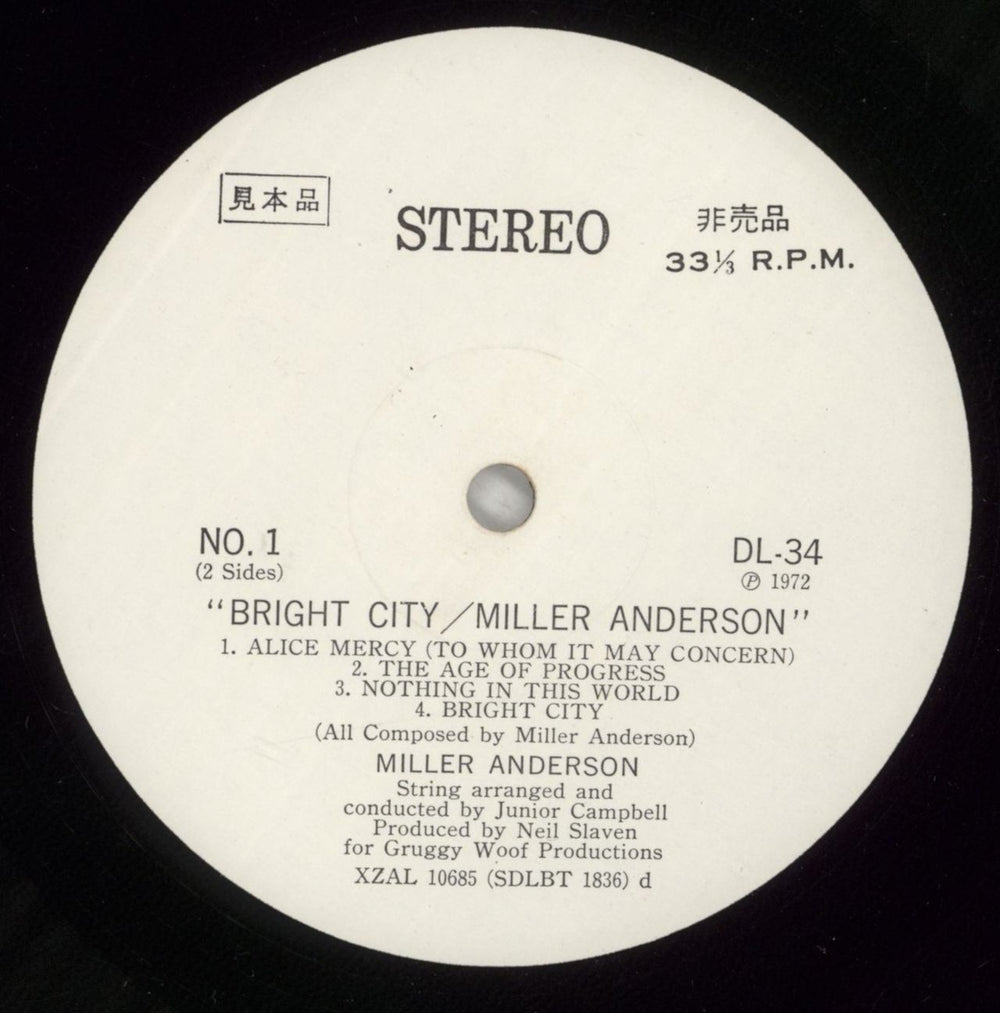 見本品
STEREO
非売品
33⅓ R.P.M.
NO. 1
(2 Sides)
DL-34
Ⓟ 1972
“BRIGHT CITY／MILLER ANDERSON”
1. ALICE MERCY (TO WHOM IT MAY CONCERN)
2. THE AGE OF PROGRESS
3. NOTHING IN THIS WORLD
4. BRIGHT CITY
(All Composed by Miller Anderson)
MILLER ANDERSON
String arranged and
conducted by Junior Campbell
Produced by Neil Slaven
for Gruggy Woof Productions
XZAL 10685 (SDLBT 1836) d